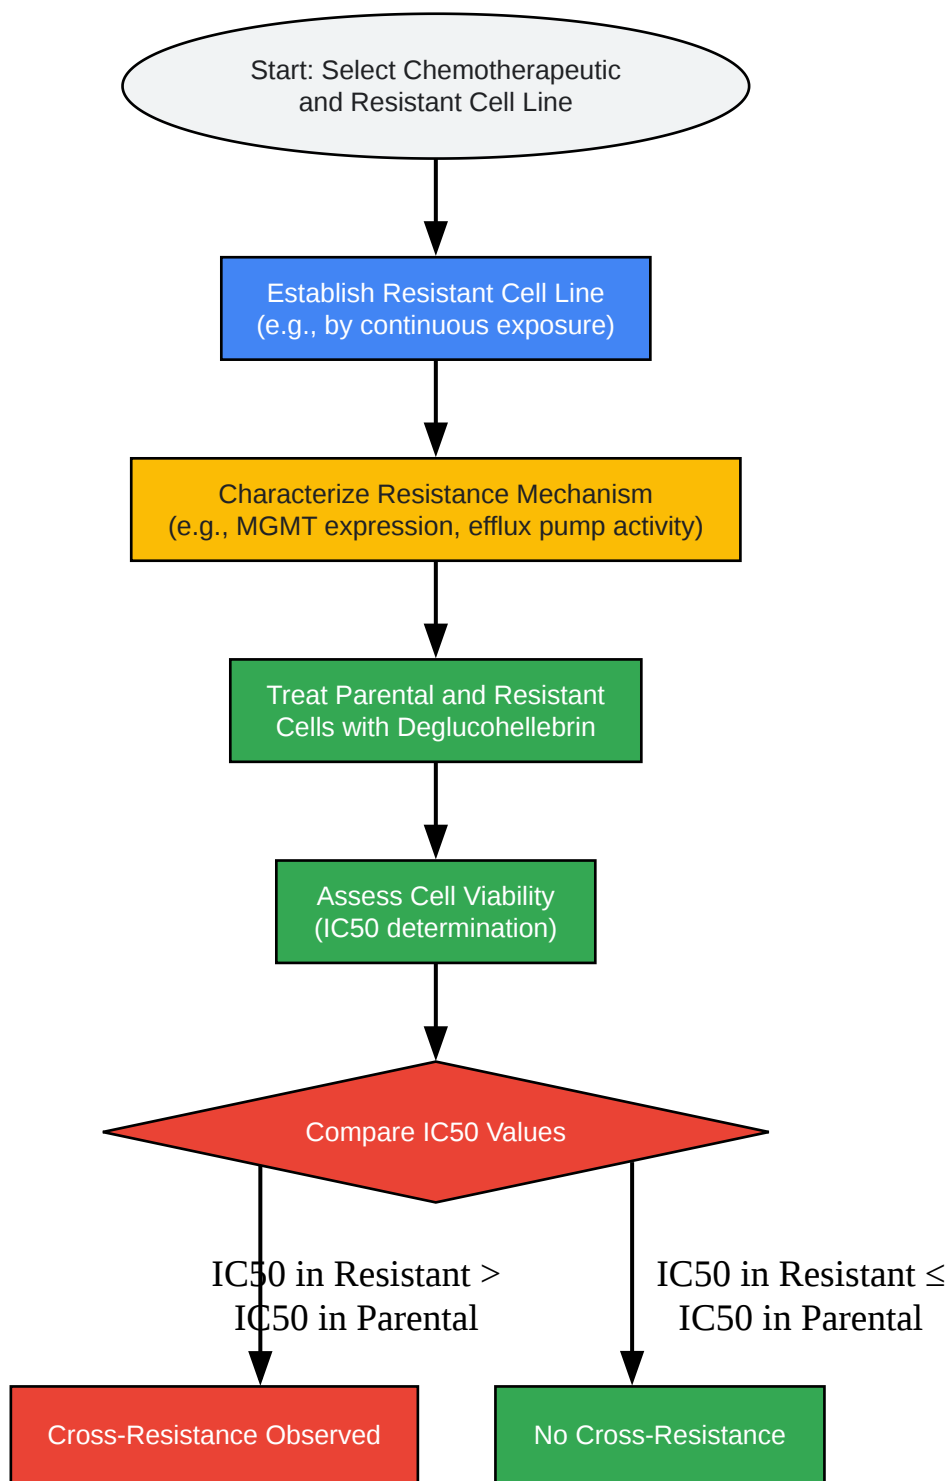 Start: Select Chemotherapeutic
and Resistant Cell Line
Establish Resistant Cell Line
(e.g., by continuous exposure)
Characterize Resistance Mechanism
(e.g., MGMT expression, efflux pump activity)
Treat Parental and Resistant
Cells with Deglucohellebrin
Assess Cell Viability
(IC50 determination)
Compare IC50 Values
IC50 in Resistant >
IC50 in Parental
IC50 in Resistant ≤
IC50 in Parental
Cross-Resistance Observed
No Cross-Resistance